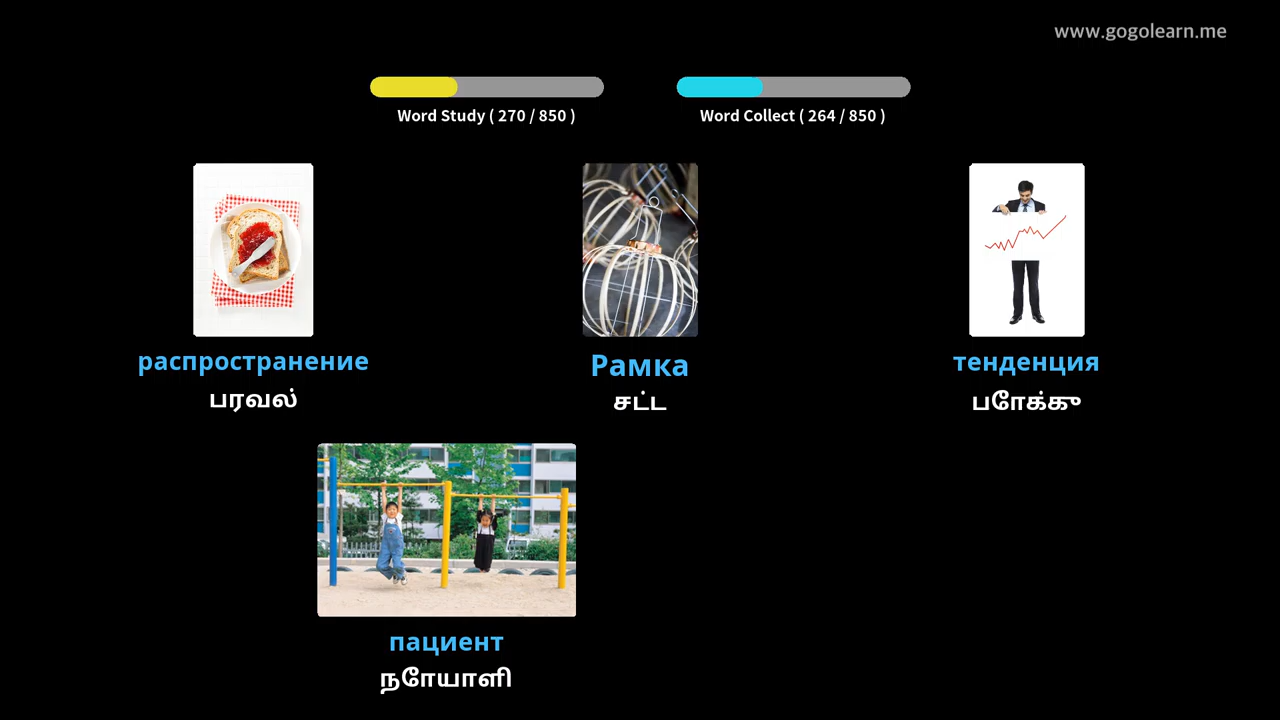 www.gogolearn.me
Word Study ( 270 / 850 )
Word Collect ( 264 / 850 )
распространение
பரவல்
Рамка
சட்ட
тенденция
போக்கு
пациент
நோயாளி